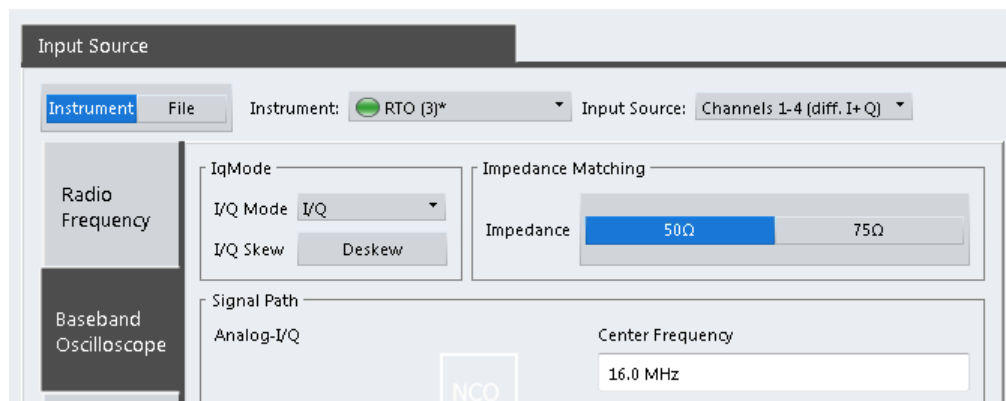 Input Source
Instrument File Instrument: RTO (3)* Input Source: Channels 1-4 (diff. I+Q)
Radio
Frequency
Baseband
Oscilloscope
IqMode
I/Q Mode I/Q
I/Q Skew Deskew
Impedance Matching
Impedance 50Ω 75Ω
Signal Path
Analog-I/Q
Center Frequency
16.0 MHz
NCO